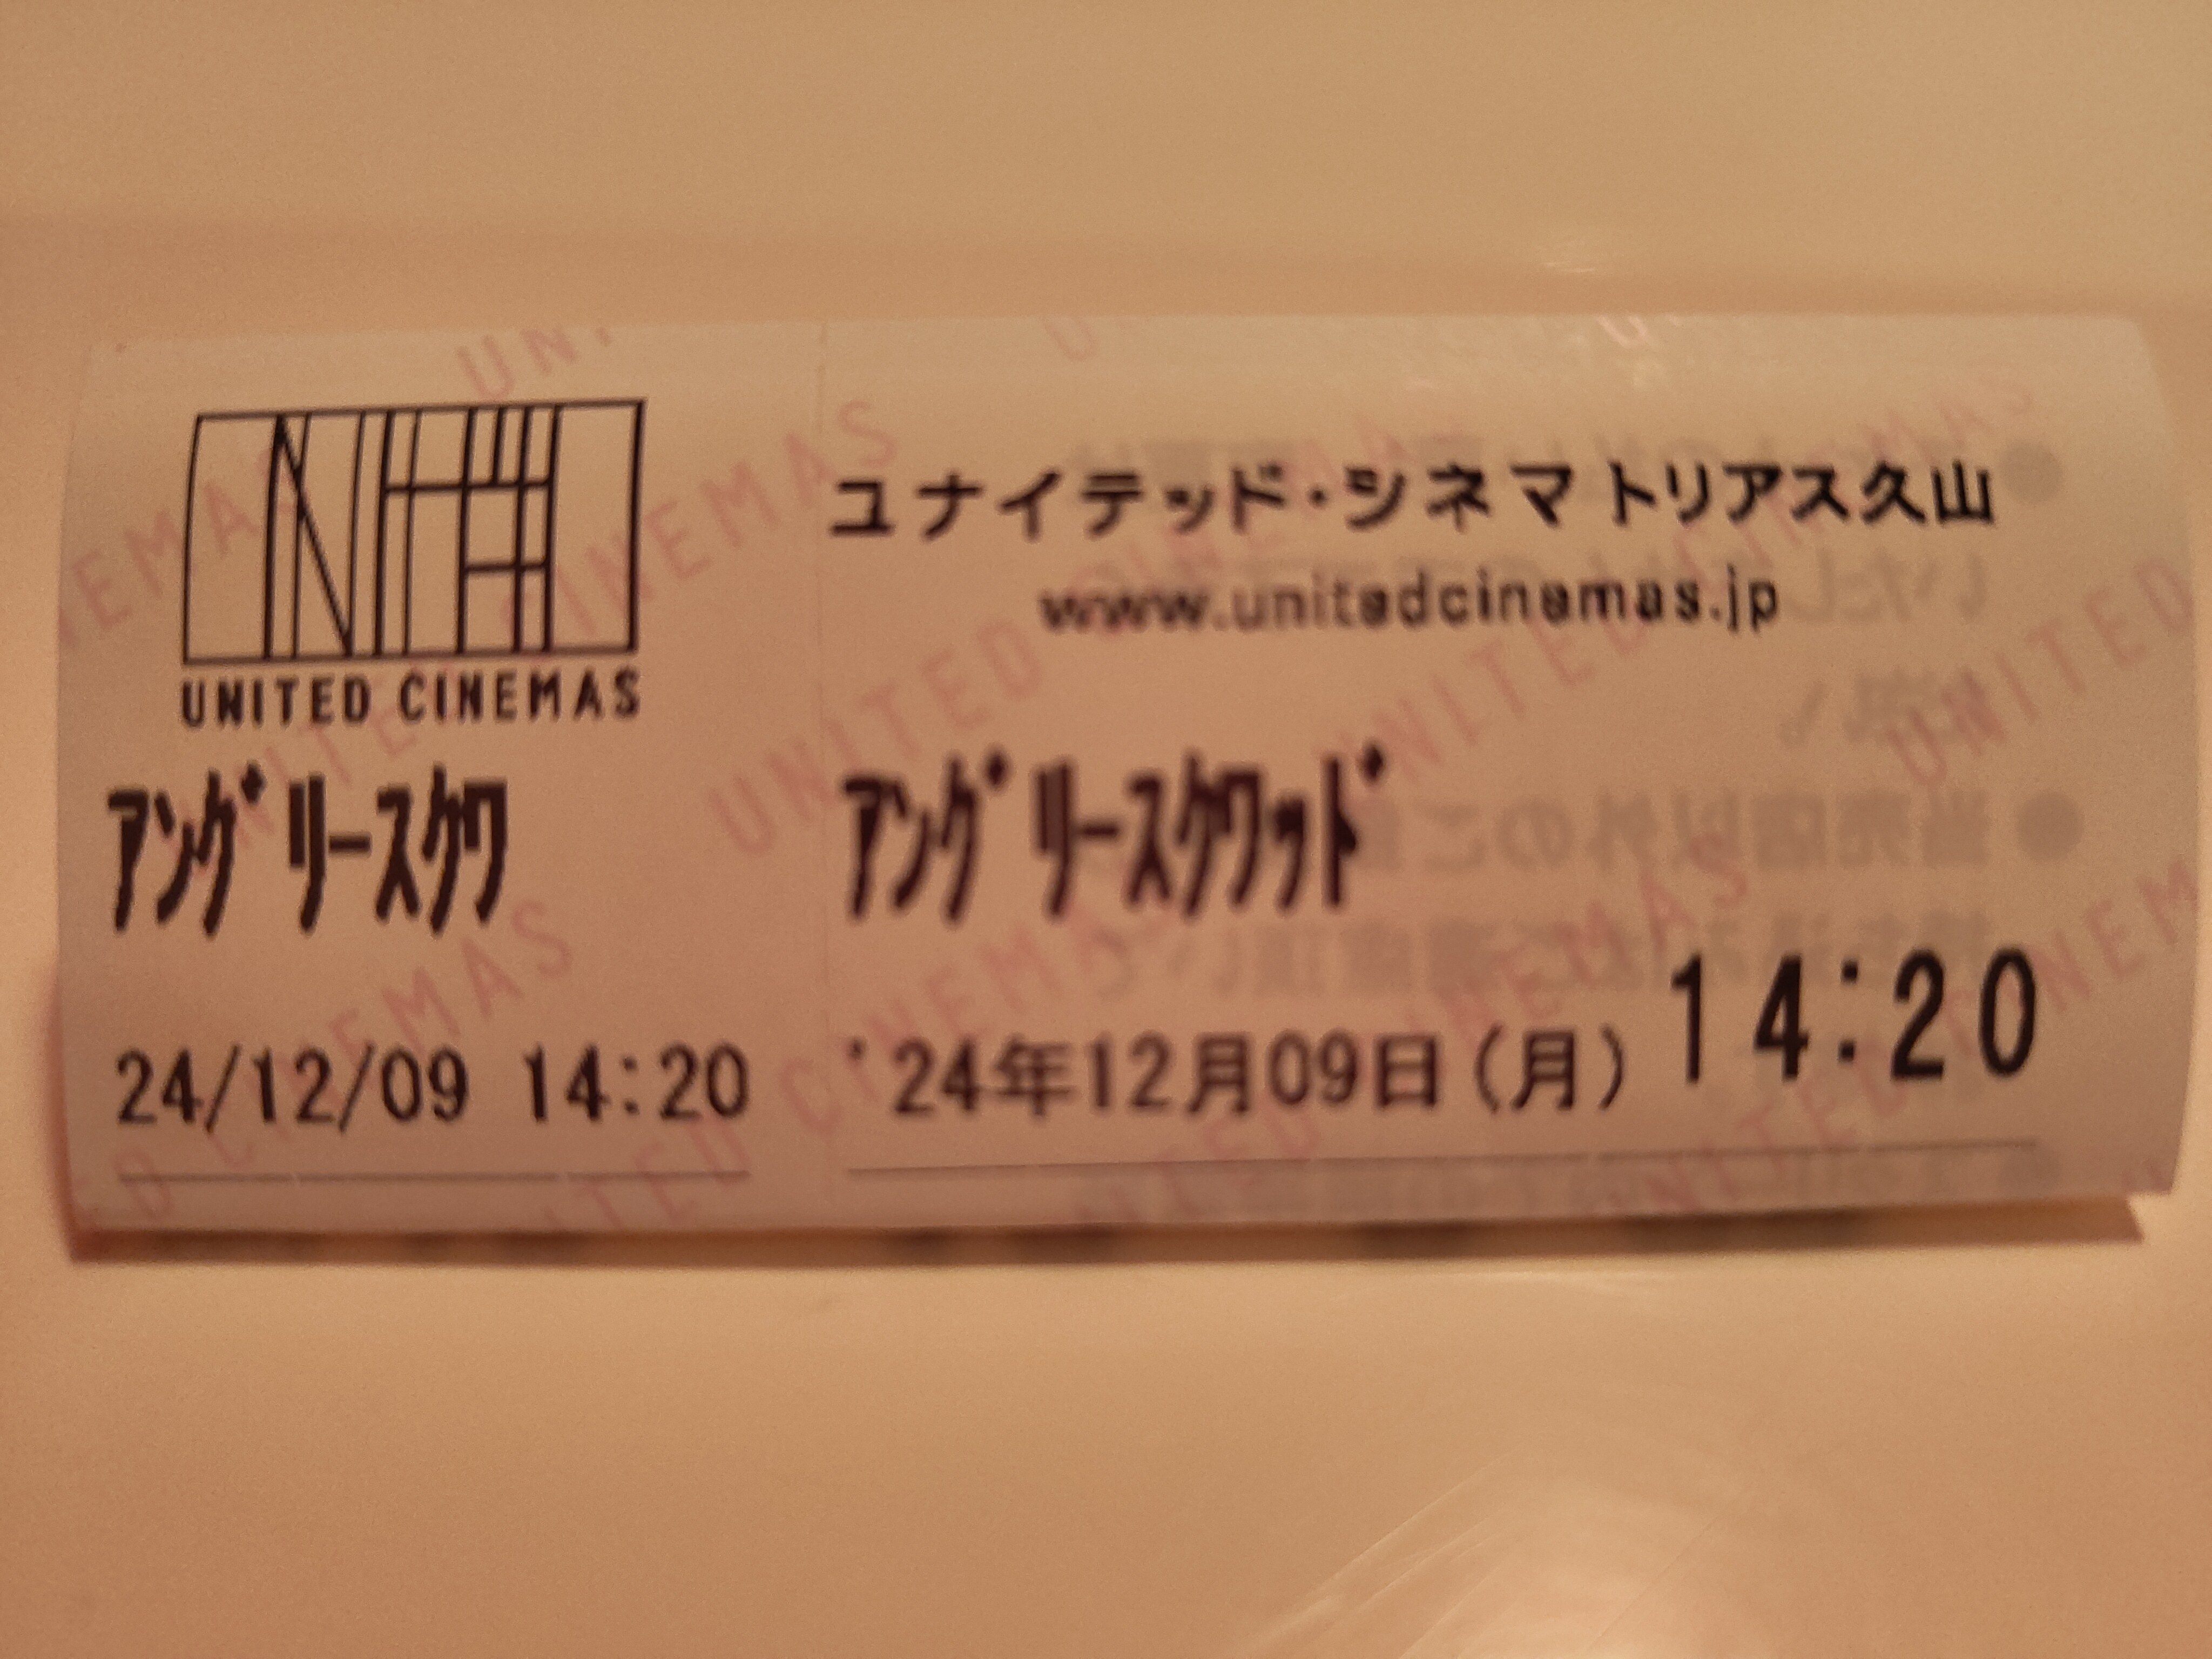 UNITED CINEMAS
ｱﾝｸﾞﾘｰｽｸﾜ
24/12/09 14:20
ユナイテッド・シネマ トリアス久山
www.unitedcinemas.jp
ｱﾝｸﾞﾘｰｽｸﾜｯﾄﾞ
'24年12月09日(月) 14:20